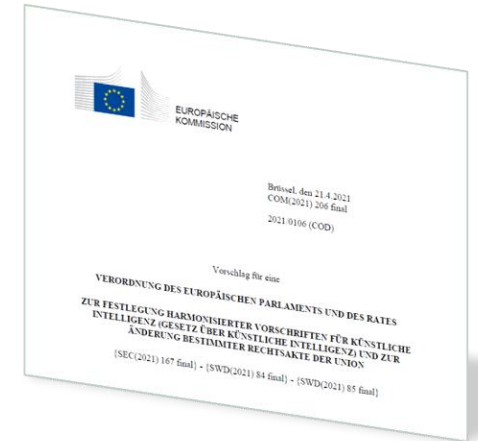 EUROPÄISCHE
KOMMISSION
Brüssel, den 21.4.2021
COM(2021) 206 final
2021/0106 (COD)
Vorschlag für eine
VERORDNUNG DES EUROPÄISCHEN PARLAMENTS UND DES RATES
ZUR FESTLEGUNG HARMONISIERTER VORSCHRIFTEN FÜR KÜNSTLICHE
INTELLIGENZ (GESETZ ÜBER KÜNSTLICHE INTELLIGENZ) UND ZUR
ÄNDERUNG BESTIMMTER RECHTSAKTE DER UNION
{SEC(2021) 167 final} - {SWD(2021) 84 final} - {SWD(2021) 85 final}